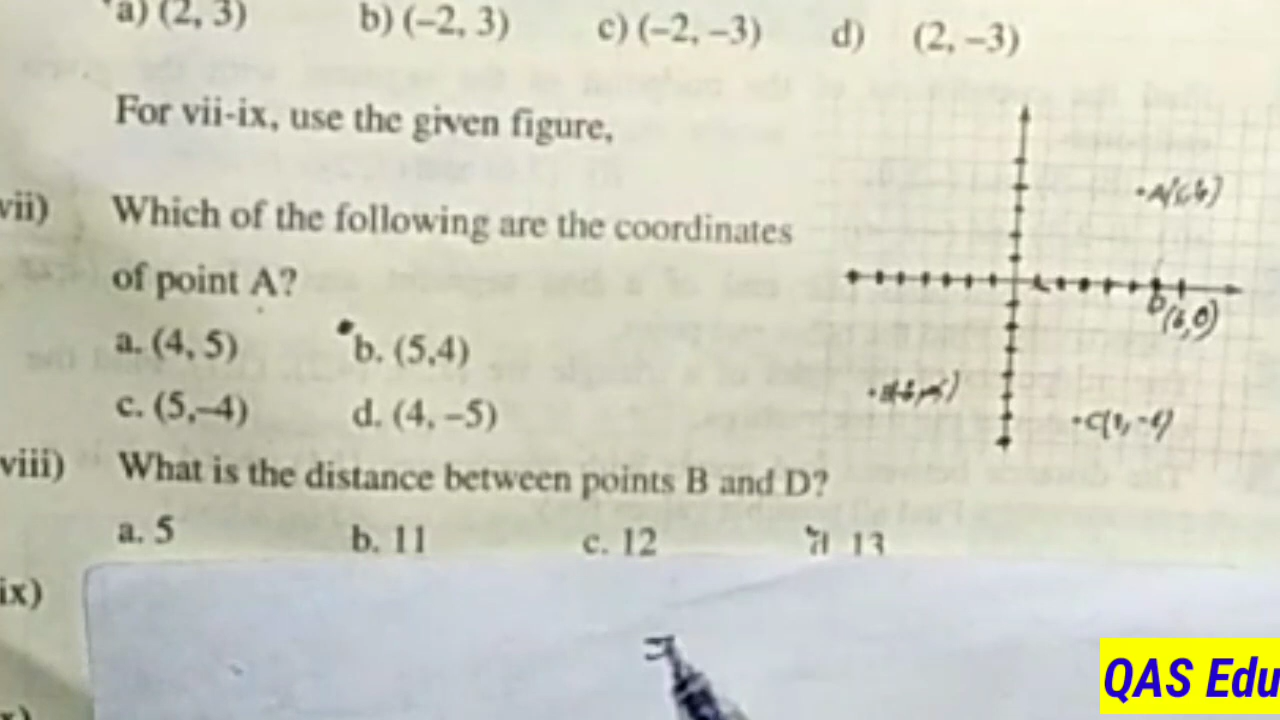 a) (2, 3) b) (–2, 3) c) (–2, –3) d) (2, –3)
For vii-ix, use the given figure,
vii) Which of the following are the coordinates
of point A?
a. (4, 5) b. (5,4)
c. (5,–4) d. (4, –5)
viii) What is the distance between points B and D?
a. 5 b. 11 c. 12 13
ix)
D(6,0)
QAS Edu